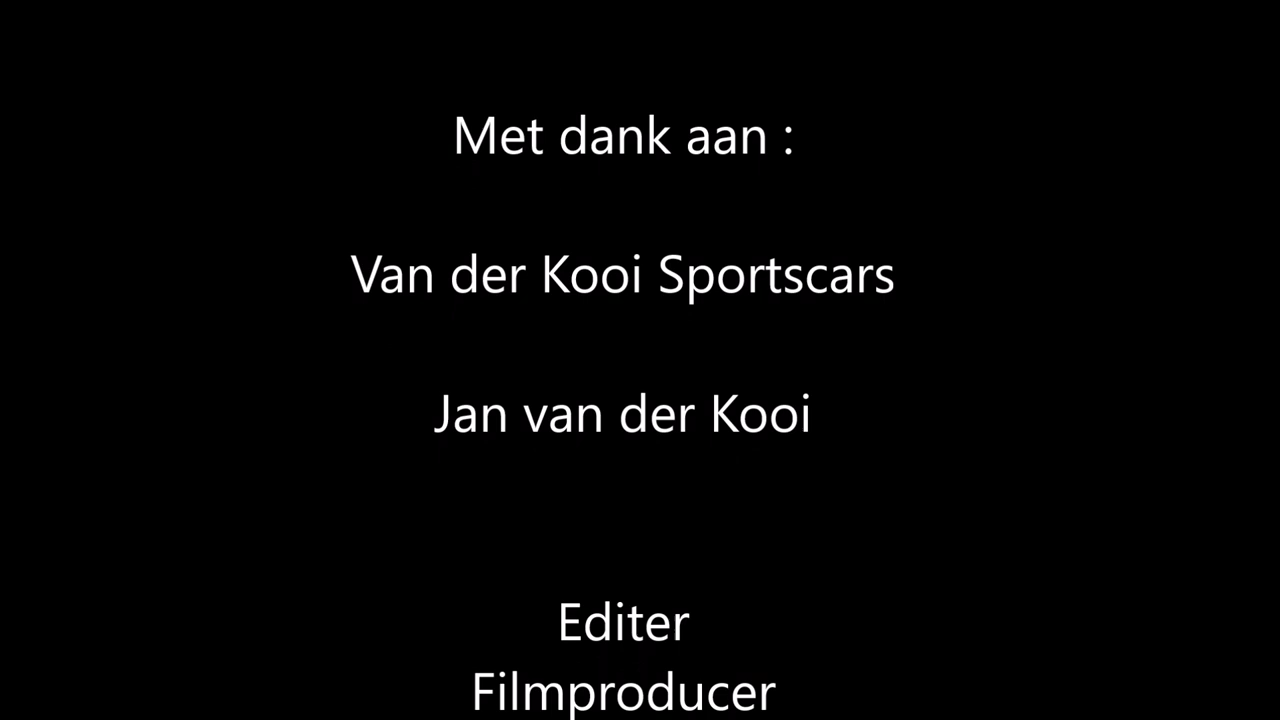 Met dank aan :
Van der Kooi Sportscars
Jan van der Kooi
Editer
Filmproducer